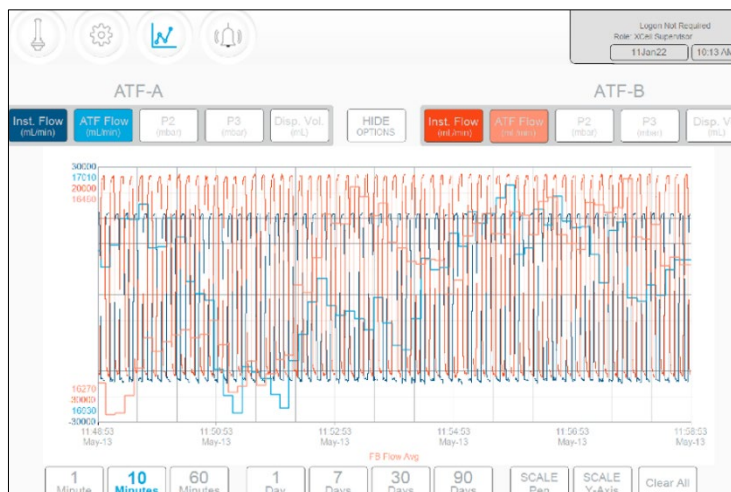 Logon Not Required
Role: XCell Supervisor
11Jan22
10:13 AM
ATF-A
ATF-B
Inst. Flow
(mL/min)
ATF Flow
(mL/min)
P2
(mbar)
P3
(mbar)
Disp. Vol.
(mL)
HIDE
OPTIONS
Inst. Flow
(mL/min)
ATF Flow
(mL/min)
P2
(mbar)
P3
(mbar)
Disp. V
(mL)
30000
17010
20000
16270
16030
-30000
11:48:53
May-13
11:50:53
May-13
11:52:53
May-13
11:54:53
May-13
11:56:53
May-13
11:58:53
May-13
FB Flow Avg
1
Minute
10
Minutes
60
Minutes
1
Day
7
Days
30
Days
90
Days
SCALE
Pen
SCALE
Y-Axis
Clear All